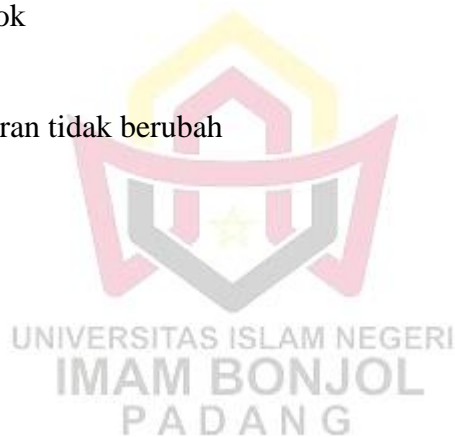 ok
ran tidak berubah
UNIVERSITAS ISLAM NEGERI
IMAM BONJOL
PADANG